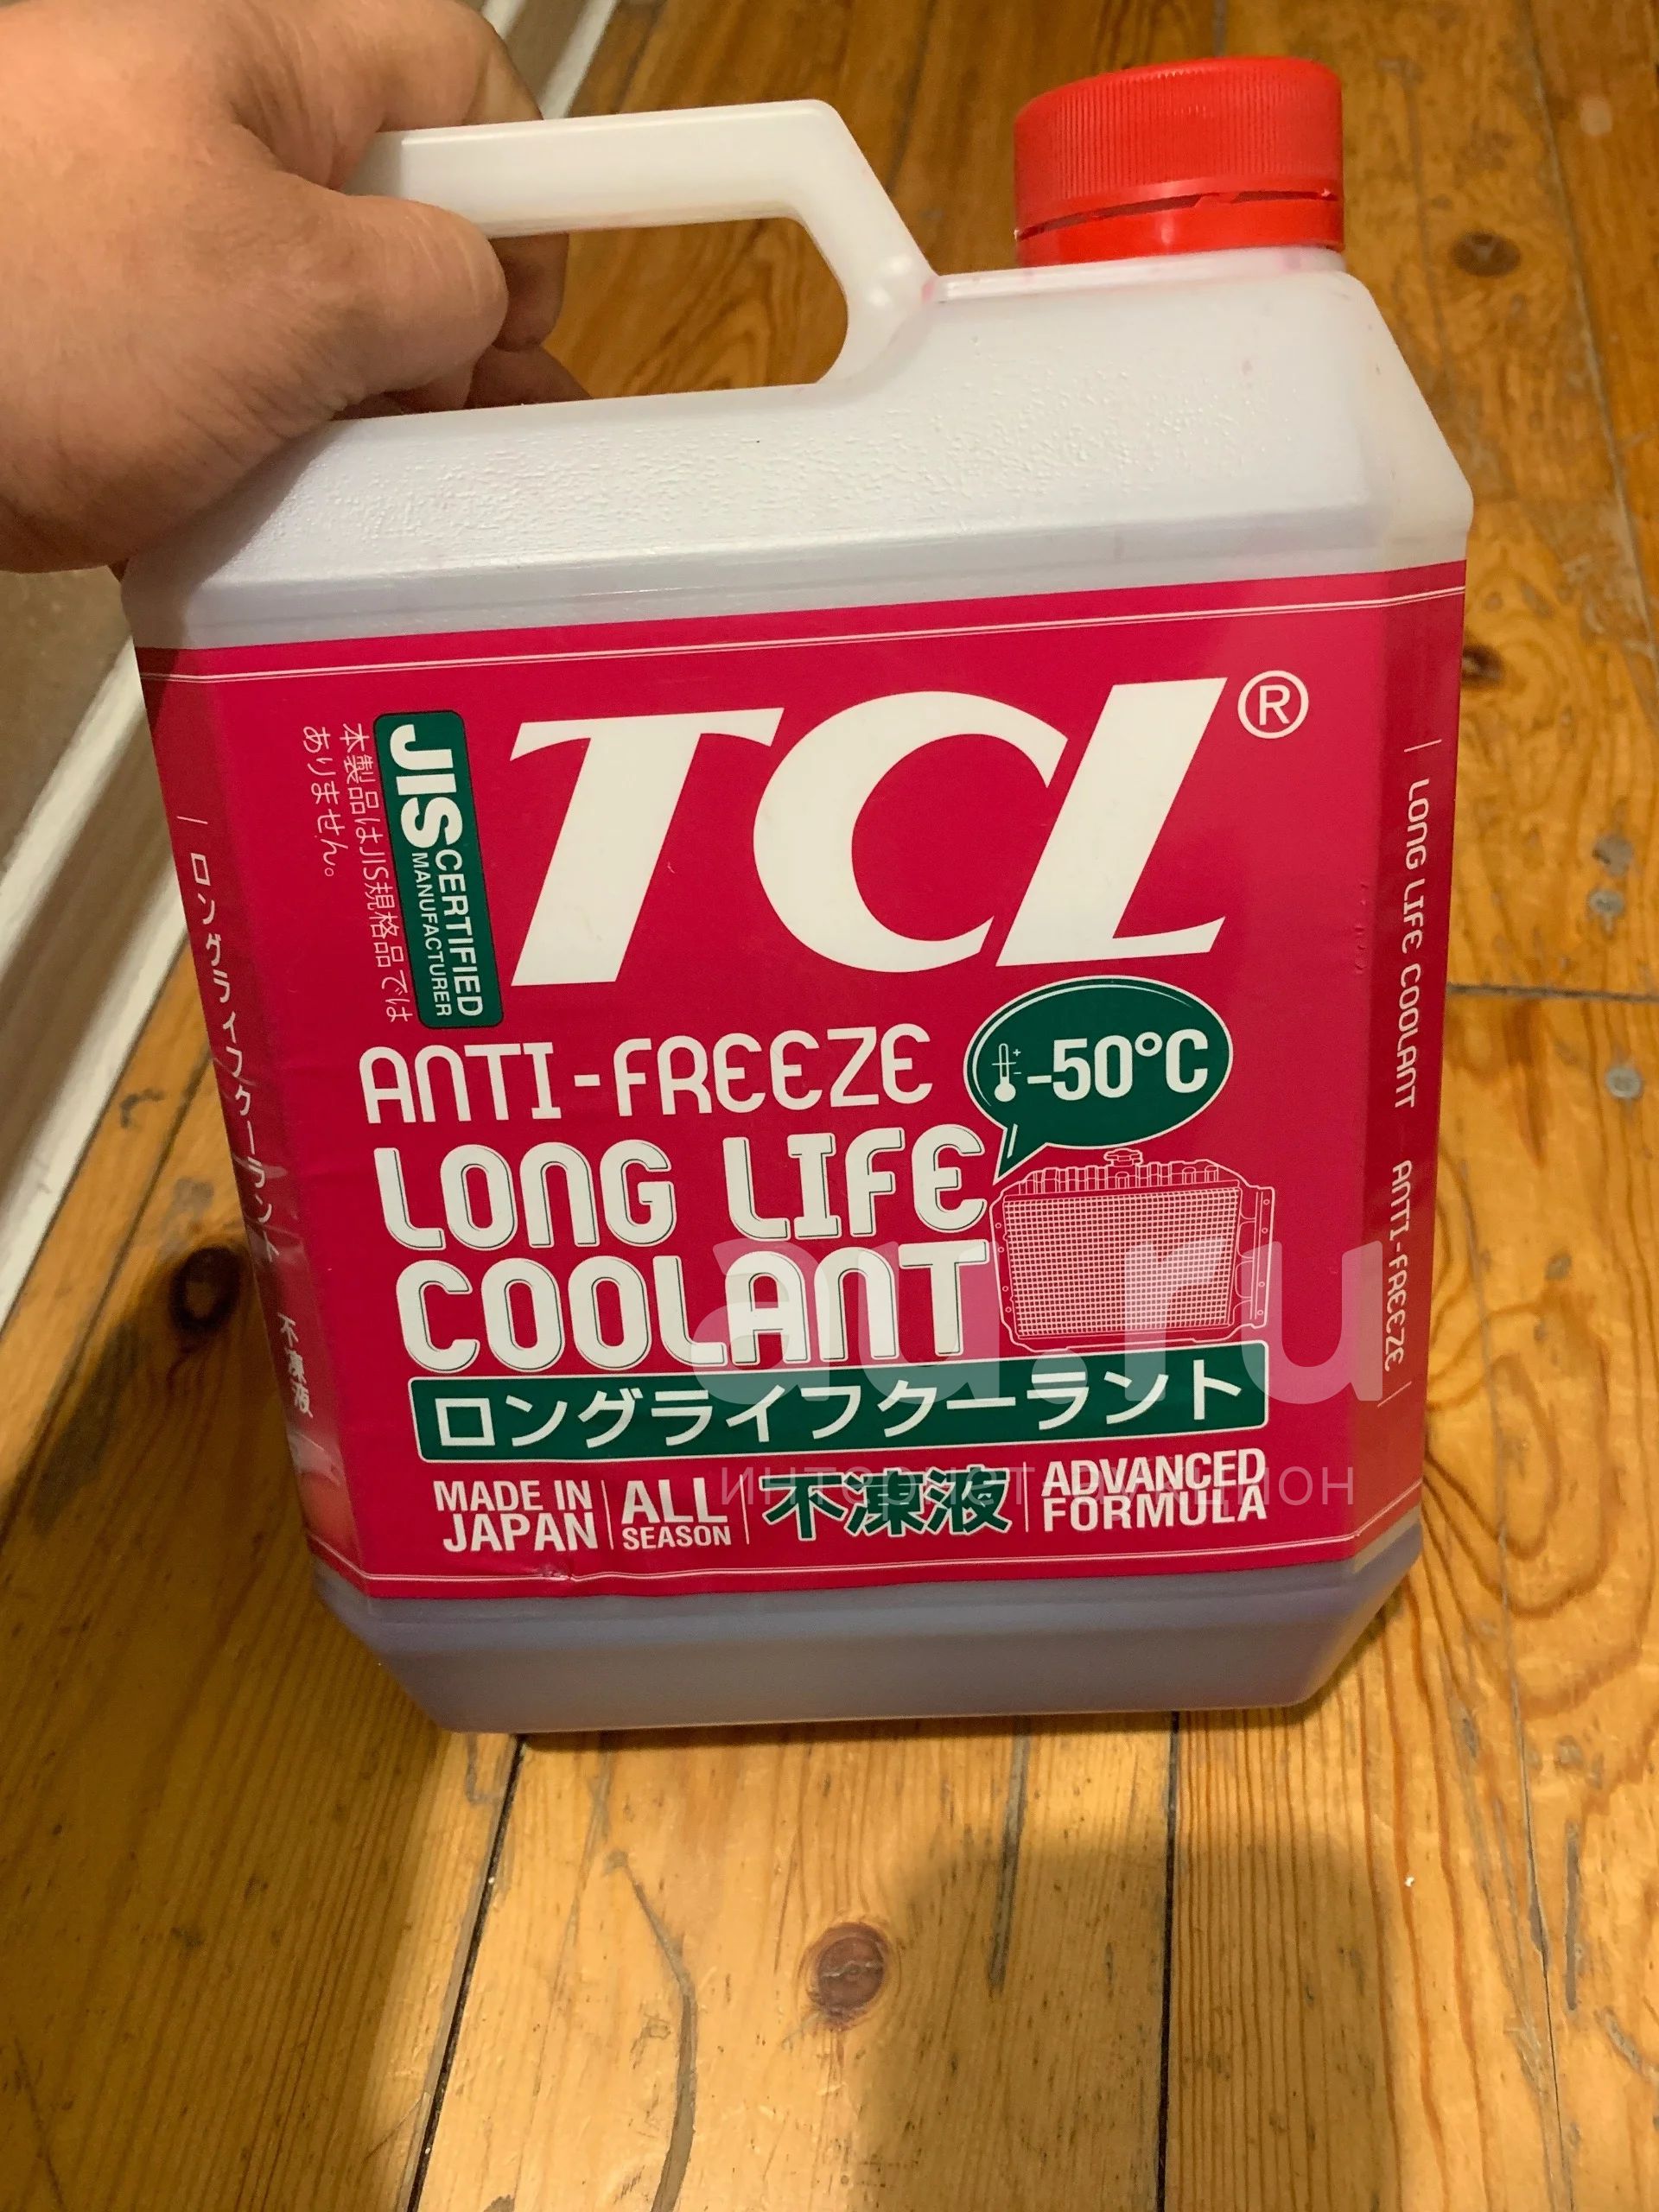 TCL®
JIS CERTIFIED
MANUFACTURER
本製品はJIS規格品では
ありません。
ANTI-FREEZE
-50°C
LONG LIFE
COOLANT
ロングライフクーラント
MADE IN
JAPAN
ALL
SEASON
不凍液
ADVANCED
FORMULA
ロングライフクーラント 不凍液
LONG LIFE COOLANT ANTI-FREEZE
au.ru
интернет аукцион